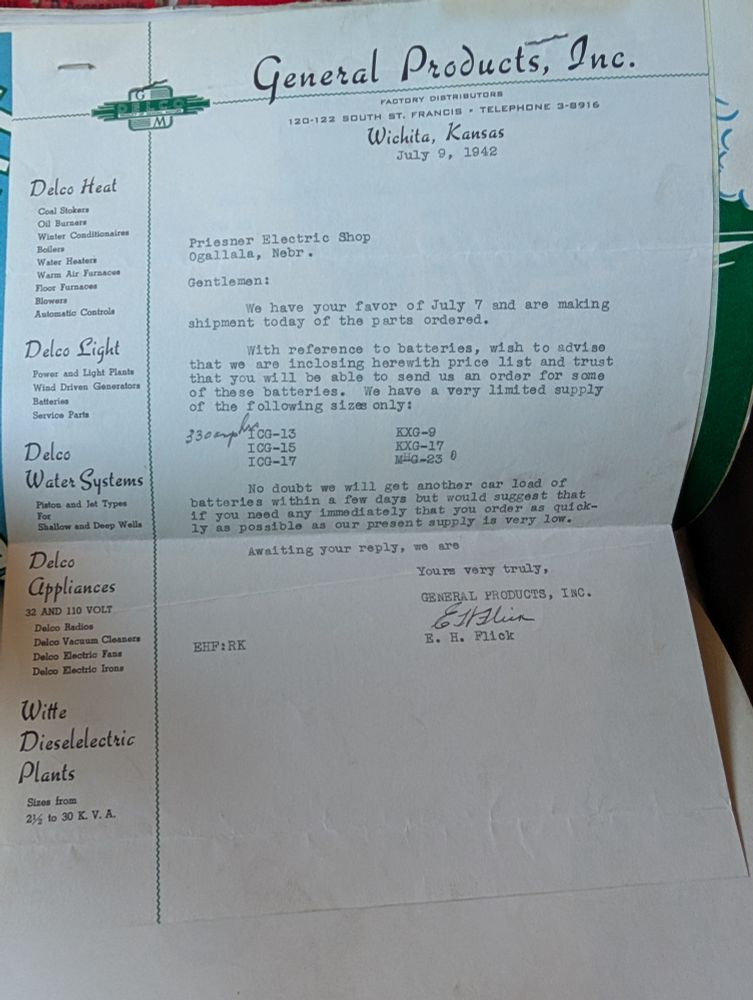 General Products, Inc.
FACTORY DISTRIBUTORS
120-122 SOUTH ST. FRANCIS • TELEPHONE 3-8916
Wichita, Kansas
July 9, 1942
G
DELCO
M
Delco Heat
Coal Stokers
Oil Burners
Winter Conditionaires
Boilers
Water Heaters
Warm Air Furnaces
Floor Furnaces
Blowers
Automatic Controls
Delco Light
Power and Light Plants
Wind Driven Generators
Batteries
Service Parts
Delco
Water Systems
Piston and Jet Types
For
Shallow and Deep Wells
Delco
Appliances
32 AND 110 VOLT
Delco Radios
Delco Vacuum Cleaners
Delco Electric Fans
Delco Electric Irons
Witte
Dieselelectric
Plants
Sizes from
2½ to 30 K. V. A.
Priesner Electric Shop
Ogallala, Nebr.
Gentlemen:
We have your favor of July 7 and are making
shipment today of the parts ordered.
With reference to batteries, wish to advise
that we are inclosing herewith price list and trust
that you will be able to send us an order for some
of these batteries. We have a very limited supply
of the following sizes only:
330 amp hr ICG-13 KXG-9
ICG-15 KXG-17
ICG-17
No doubt we will get another car load of
batteries within a few days but would suggest that
if you need any immediately that you order as quick-
ly as possible as our present supply is very low.
Awaiting your reply, we are
Yours very truly,
GENERAL PRODUCTS, INC.
E H Flick
E. H. Flick
EHF:RK